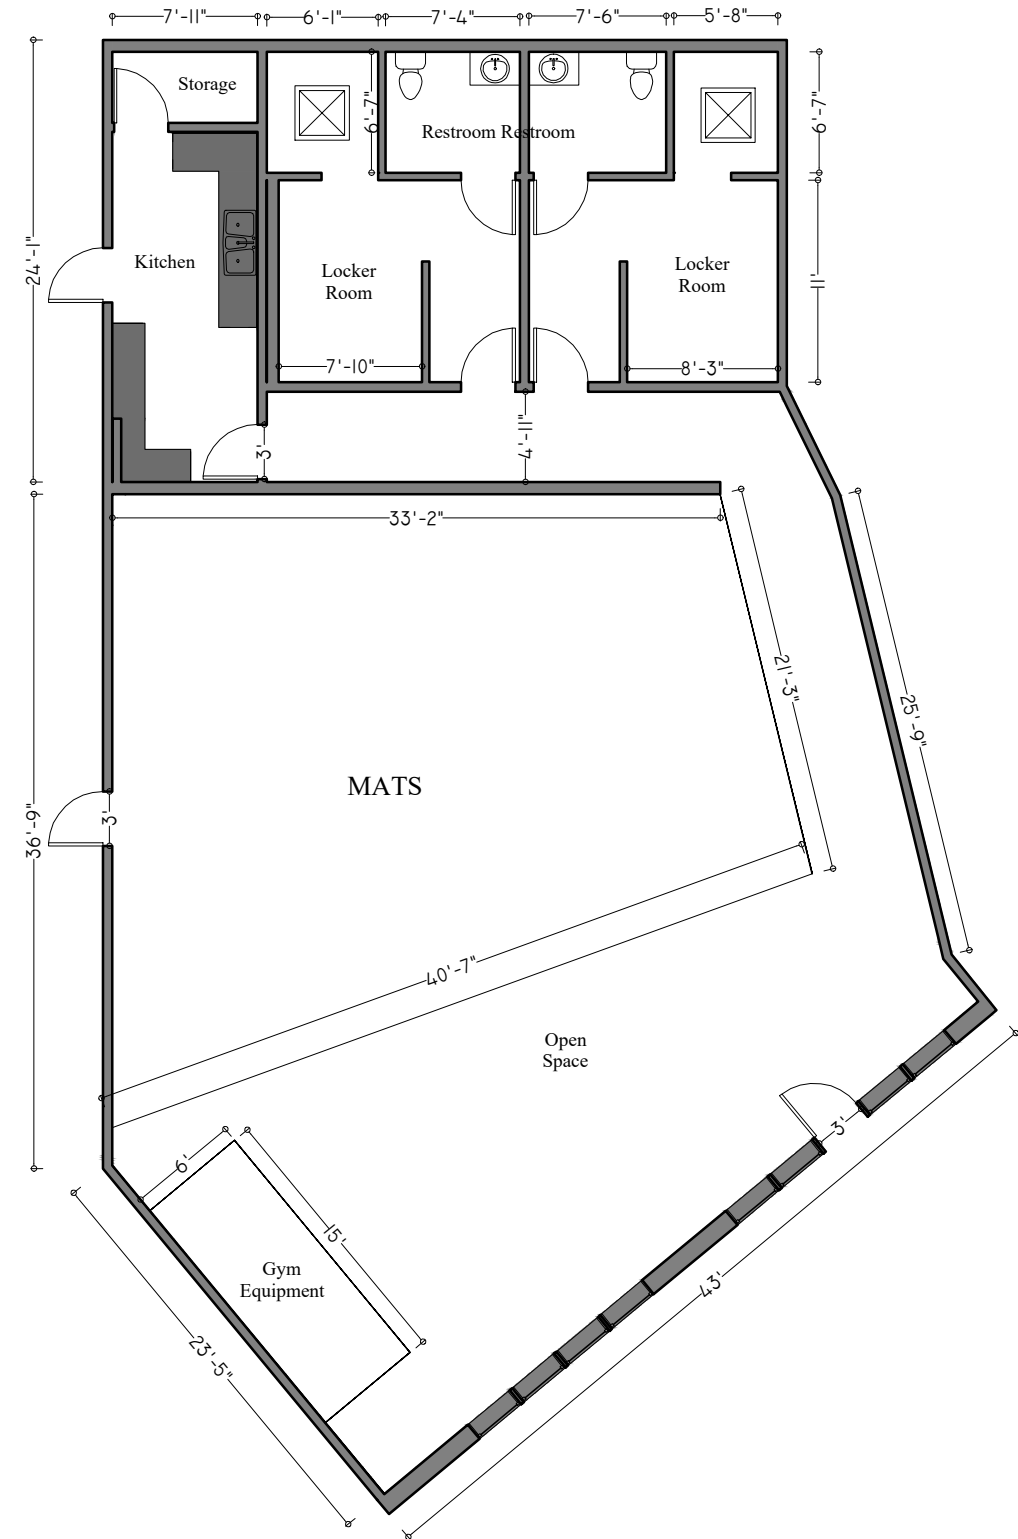 7'-11" 6'-1" 7'-4" 7'-6" 5'-8"
Storage
6'-7" 6'-7"
Restroom Restroom
24'-1"
Kitchen
Locker
Room
Locker
Room
11'
7'-10" 8'-3"
3' 4'-11"
33'-2"
21'-3"
25'-9"
MATS
36'-9" 3'
40'-7"
Open
Space
3'
6'
15'
Gym
Equipment
43'
23'-5"